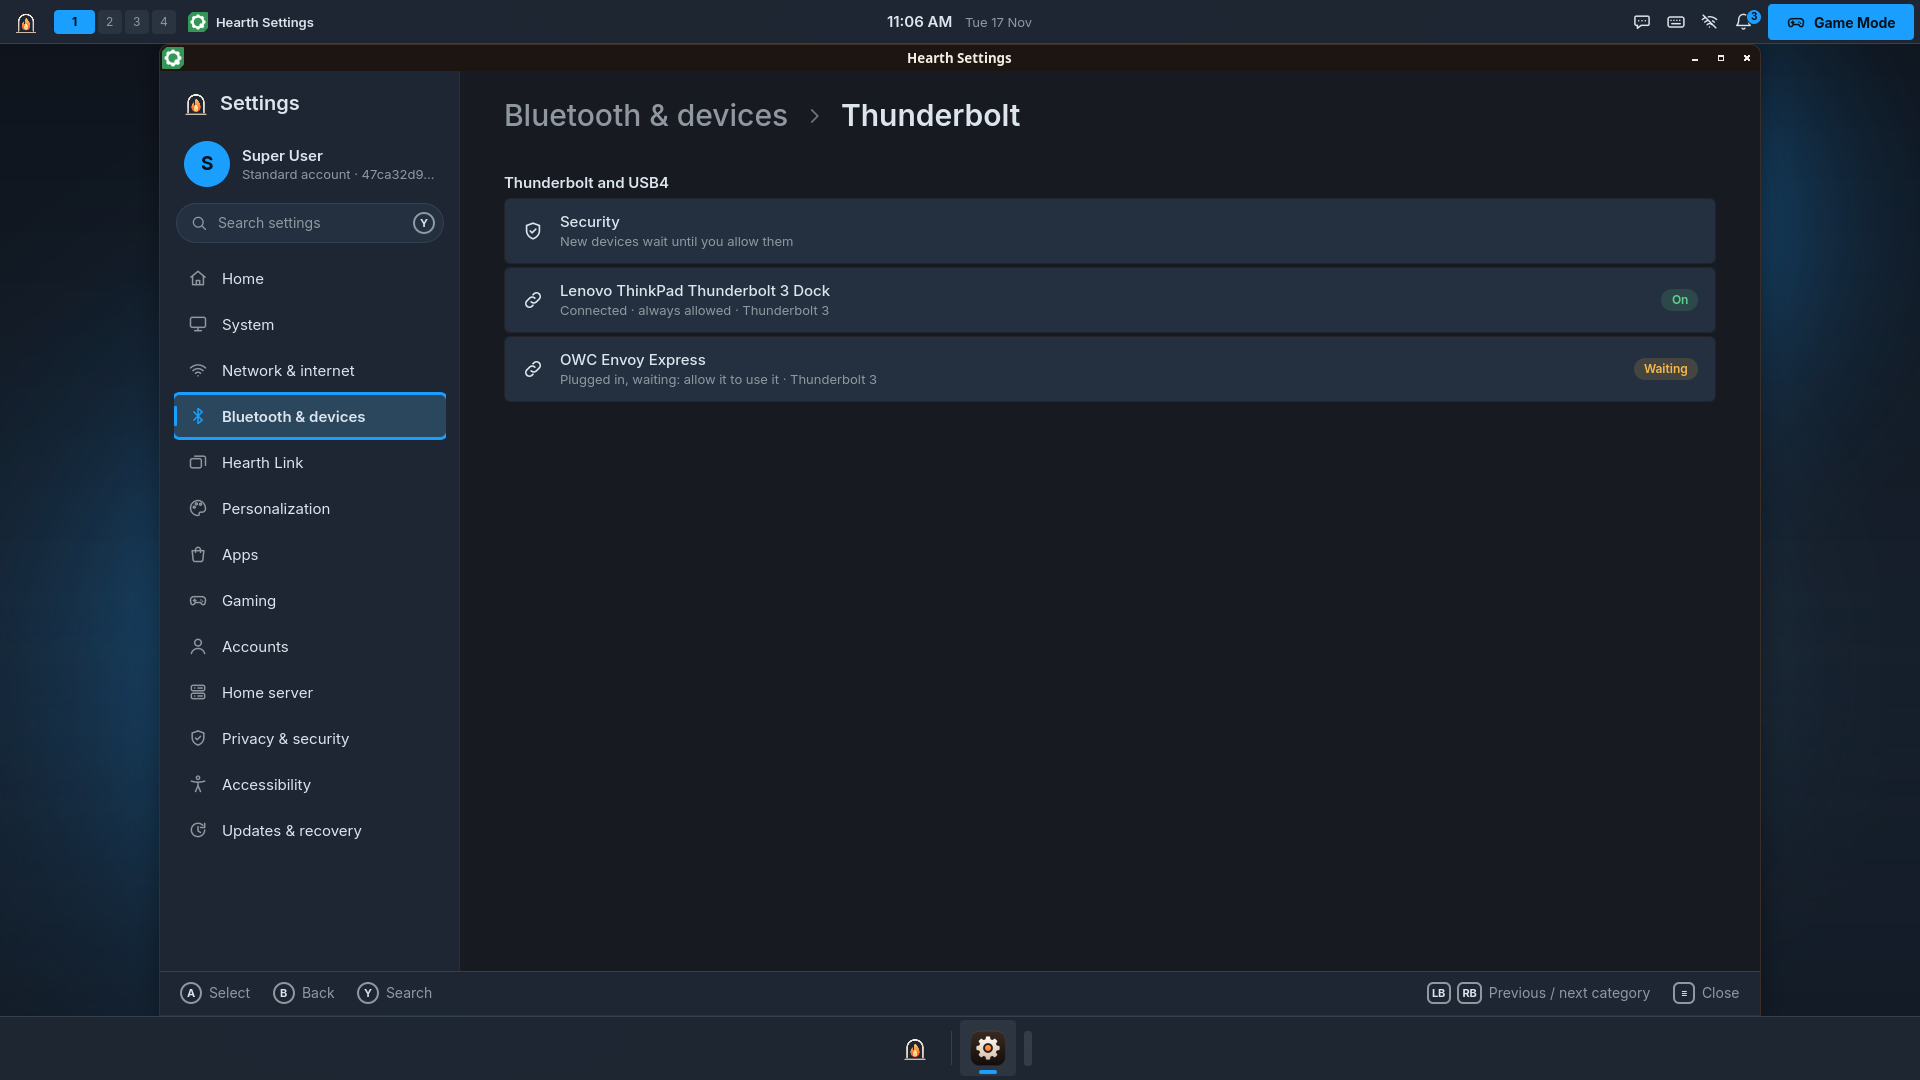 1 2 3 4 Hearth Settings
11:06 AM Tue 17 Nov
3
Game Mode
Hearth Settings
Settings
S
Super User
Standard account · 47ca32d9...
Search settings
Y
Home
System
Network & internet
Bluetooth & devices
Hearth Link
Personalization
Apps
Gaming
Accounts
Home server
Privacy & security
Accessibility
Updates & recovery
Bluetooth & devices > Thunderbolt
Thunderbolt and USB4
Security
New devices wait until you allow them
Lenovo ThinkPad Thunderbolt 3 Dock
Connected · always allowed · Thunderbolt 3
On
OWC Envoy Express
Plugged in, waiting: allow it to use it · Thunderbolt 3
Waiting
A Select B Back Y Search
LB RB Previous / next category ≡ Close